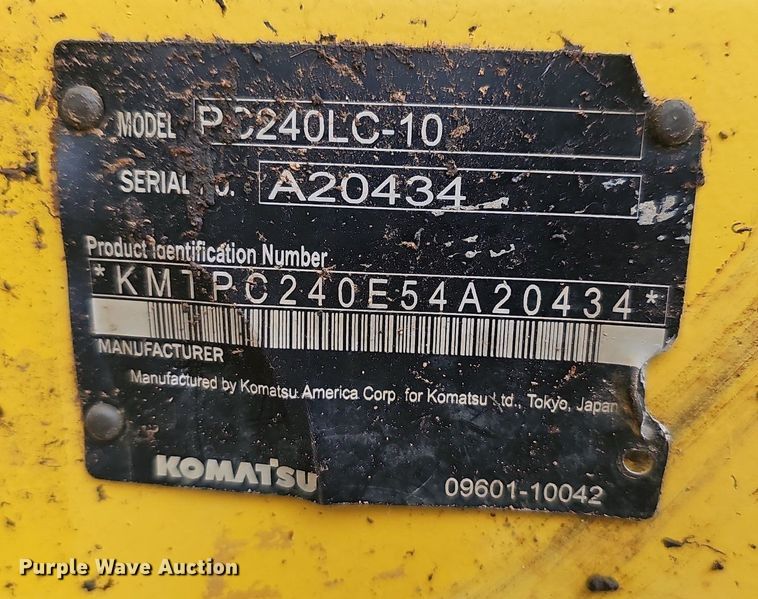 MODEL PC240LC-10
SERIAL NO. A20434
Product Identification Number
*KMTPC240E54A20434*
MANUFACTURER
Manufactured by Komatsu America Corp. for Komatsu Ltd., Tokyo, Japan
KOMATSU
09601-10042
Purple Wave Auction